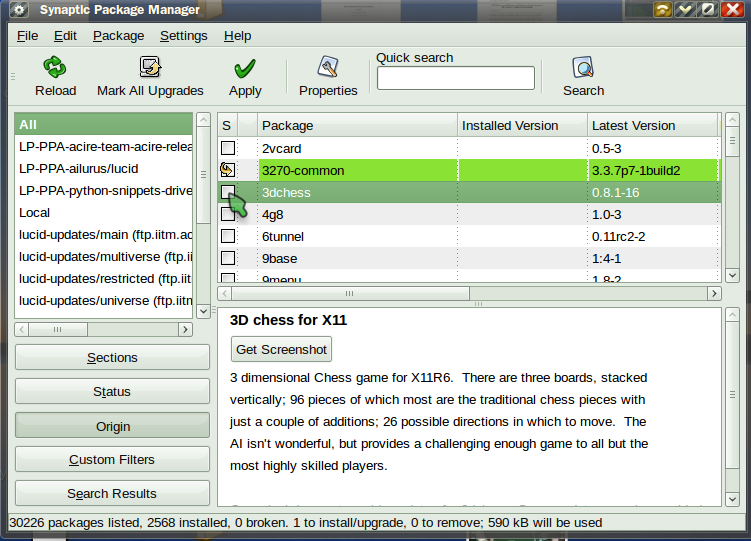 Synaptic Package Manager
File Edit Package Settings Help
Quick search
Reload Mark All Upgrades Apply Properties Search
All
LP-PPA-acire-team-acire-relea
LP-PPA-ailurus/lucid
LP-PPA-python-snippets-drive
Local
lucid-updates/main (ftp.iitm.ac
lucid-updates/multiverse (ftp.iitm
lucid-updates/restricted (ftp.iitm
lucid-updates/universe (ftp.iitm
S Package Installed Version Latest Version
2vcard 0.5-3
3270-common 3.3.7p7-1build2
3dchess 0.8.1-16
4g8 1.0-3
6tunnel 0.11rc2-2
9base 1:4-1
9menu 1.8-2
Sections
Status
Origin
Custom Filters
Search Results
3D chess for X11
Get Screenshot
3 dimensional Chess game for X11R6. There are three boards, stacked
vertically; 96 pieces of which most are the traditional chess pieces with
just a couple of additions; 26 possible directions in which to move. The
AI isn't wonderful, but provides a challenging enough game to all but the
most highly skilled players.
30226 packages listed, 2568 installed, 0 broken. 1 to install/upgrade, 0 to remove; 590 kB will be used